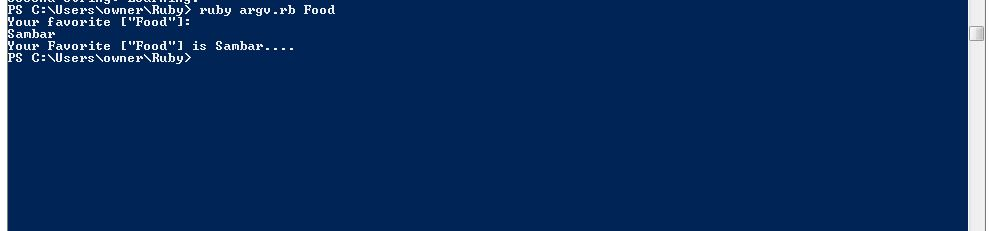 PS C:\Users\owner\Ruby> ruby argv.rb Food
Your favorite ["Food"]:
Sambar
Your Favorite ["Food"] is Sambar....
PS C:\Users\owner\Ruby>